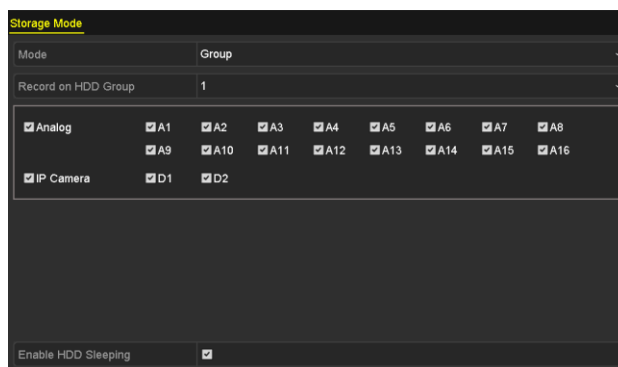 Storage Mode
Mode Group
Record on HDD Group 1
Analog A1 A2 A3 A4 A5 A6 A7 A8
A9 A10 A11 A12 A13 A14 A15 A16
IP Camera D1 D2
Enable HDD Sleeping